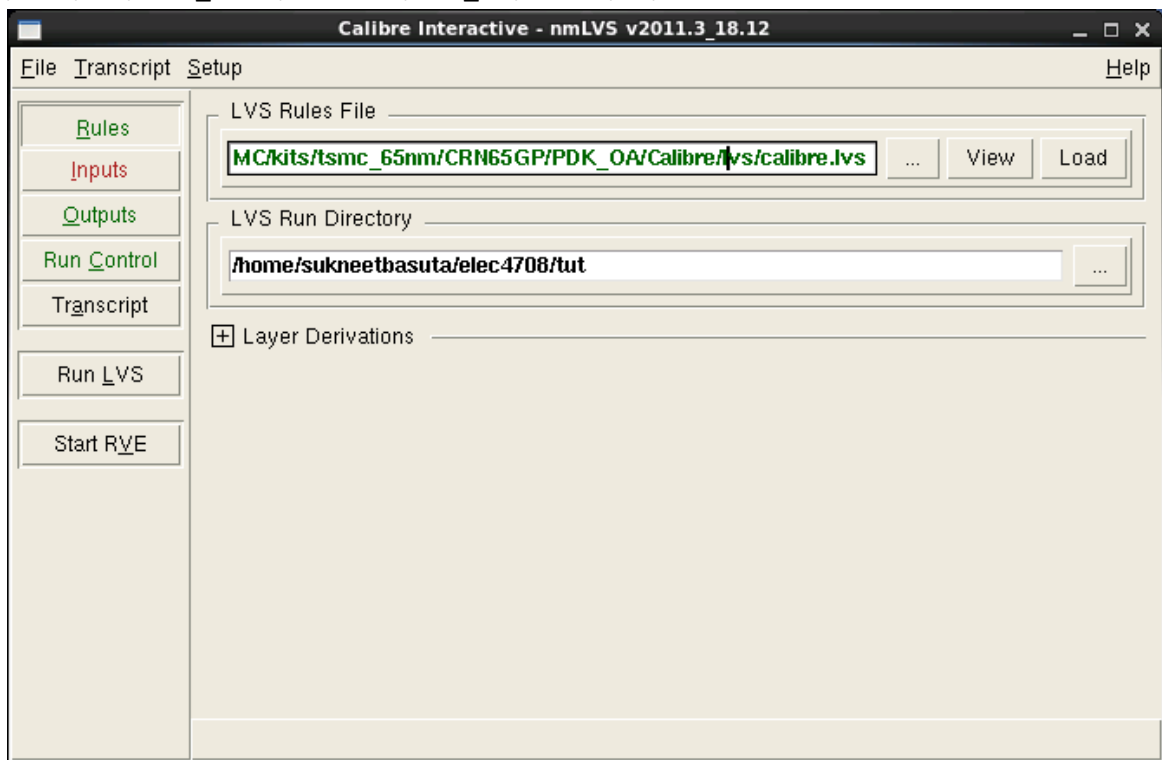 Calibre Interactive - nmLVS v2011.3_18.12
File Transcript Setup Help
Rules
Inputs
Outputs
Run Control
Transcript
Run LVS
Start RVE
LVS Rules File
MC/kits/tsmc_65nm/CRN65GP/PDK_OA/Calibre/lvs/calibre.lvs ... View Load
LVS Run Directory
/home/sukneetbasuta/elec4708/tut ...
Layer Derivations